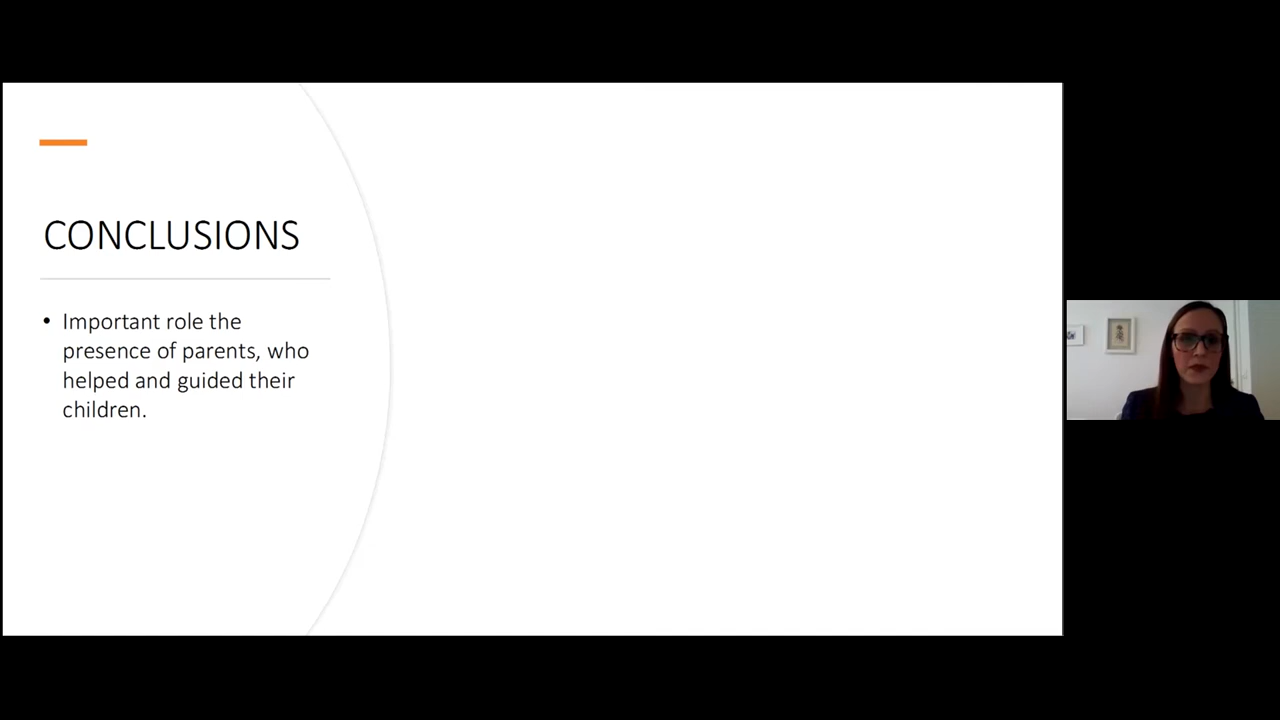 CONCLUSIONS
• Important role the
presence of parents, who
helped and guided their
children.